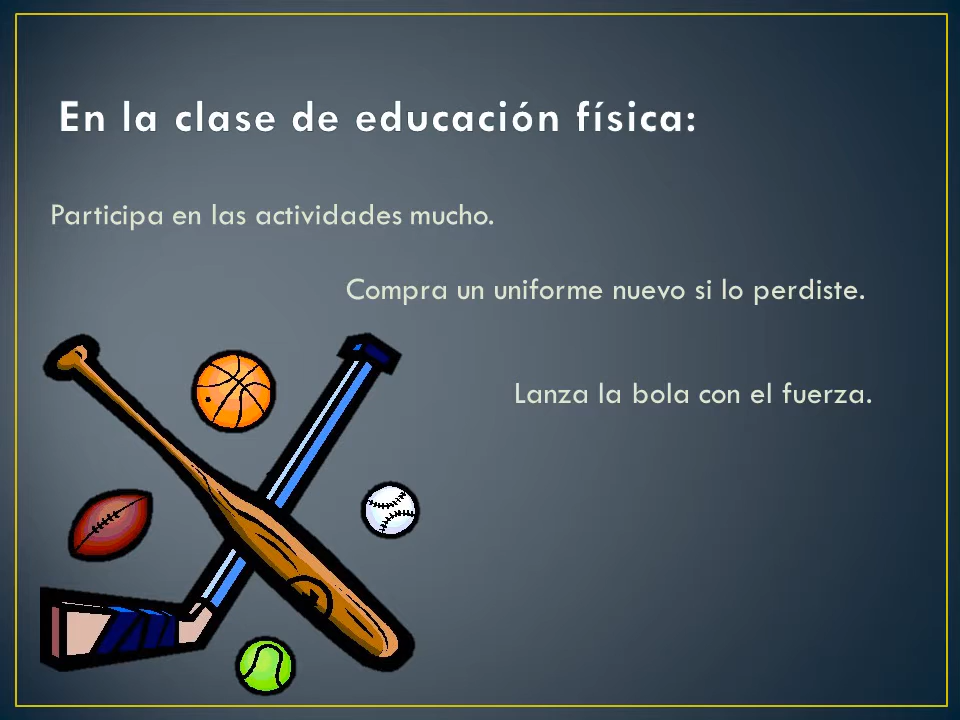 En la clase de educación física:
Participa en las actividades mucho.
Compra un uniforme nuevo si lo perdiste.
Lanza la bola con el fuerza.